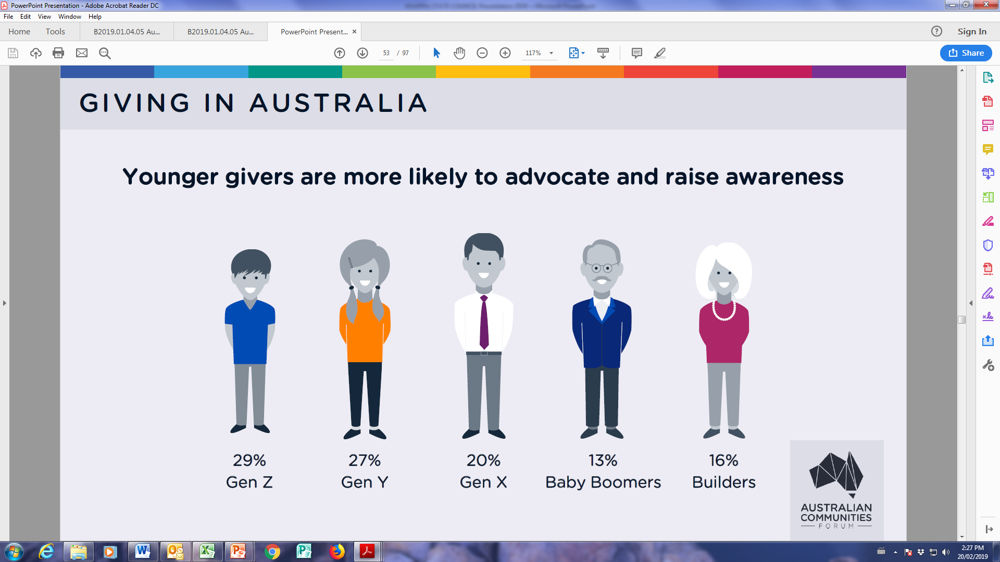 PowerPoint Presentation - Adobe Acrobat Reader DC
File Edit View Window Help
Home Tools B2019.01.04.05 Au... B2019.01.04.05 Au... PowerPoint Present... Sign In
53 / 97 117% Share
GIVING IN AUSTRALIA
Younger givers are more likely to advocate and raise awareness
29% 27% 20% 13% 16%
Gen Z Gen Y Gen X Baby Boomers Builders
AUSTRALIAN
COMMUNITIES
FORUM
2:27 PM
20/02/2019